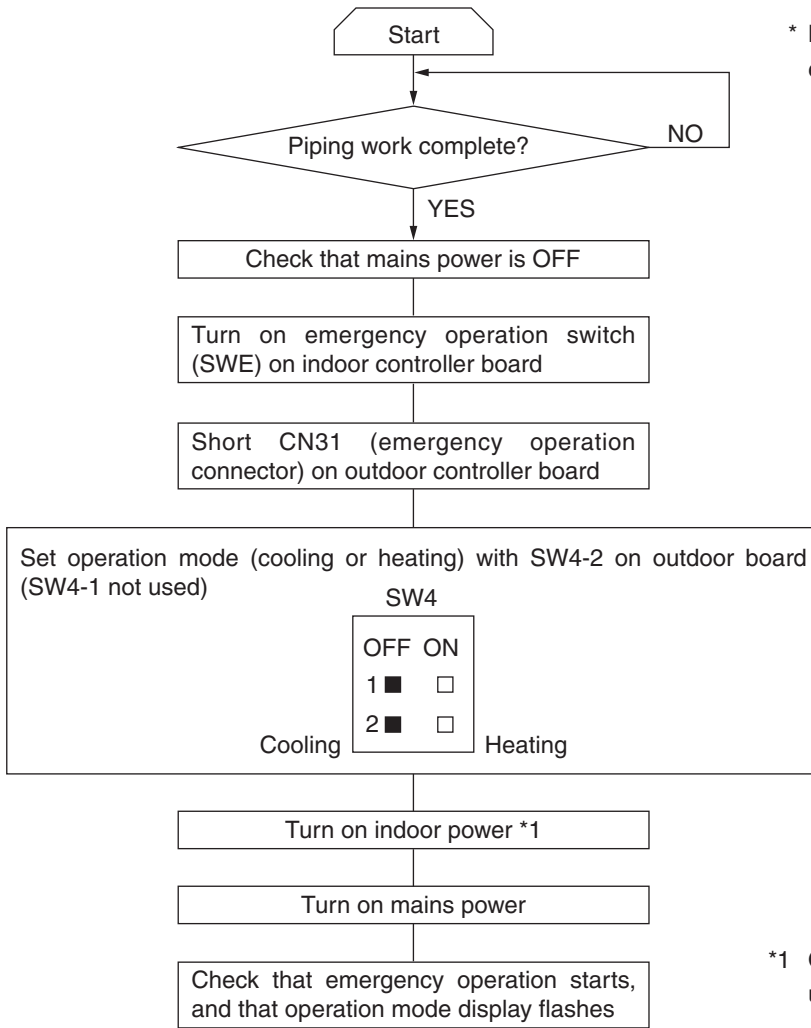 Start
Piping work complete?
NO
YES
Check that mains power is OFF
Turn on emergency operation switch
(SWE) on indoor controller board
Short CN31 (emergency operation
connector) on outdoor controller board
Set operation mode (cooling or heating) with SW4-2 on outdoor board
(SW4-1 not used)
SW4
OFF ON
1 ■ □
2 ■ □
Cooling
Heating
Turn on indoor power *1
Turn on mains power
Check that emergency operation starts,
and that operation mode display flashes
*
*1